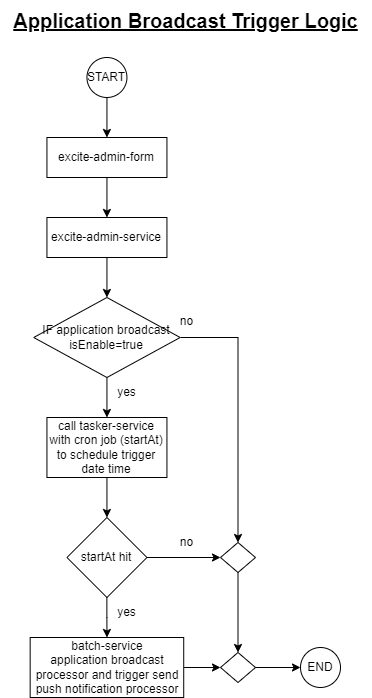 Application Broadcast Trigger Logic
START
excite-admin-form
excite-admin-service
IF application broadcast
isEnable=true
no
yes
call tasker-service
with cron job (startAt)
to schedule trigger
date time
startAt hit
no
yes
batch-service
application broadcast
processor and trigger send
push notification processor
END